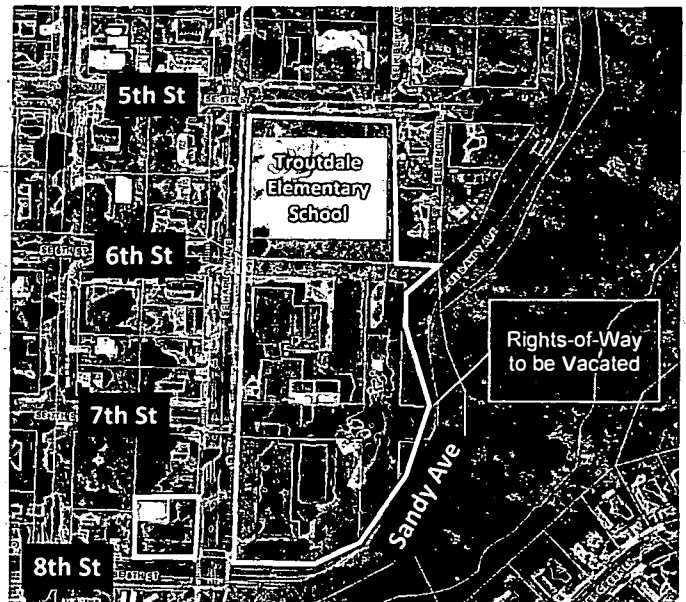 5th St
Troutdale
Elementary
School
6th St
Rights-of-Way
to be Vacated
7th St
Sandy Ave
8th St